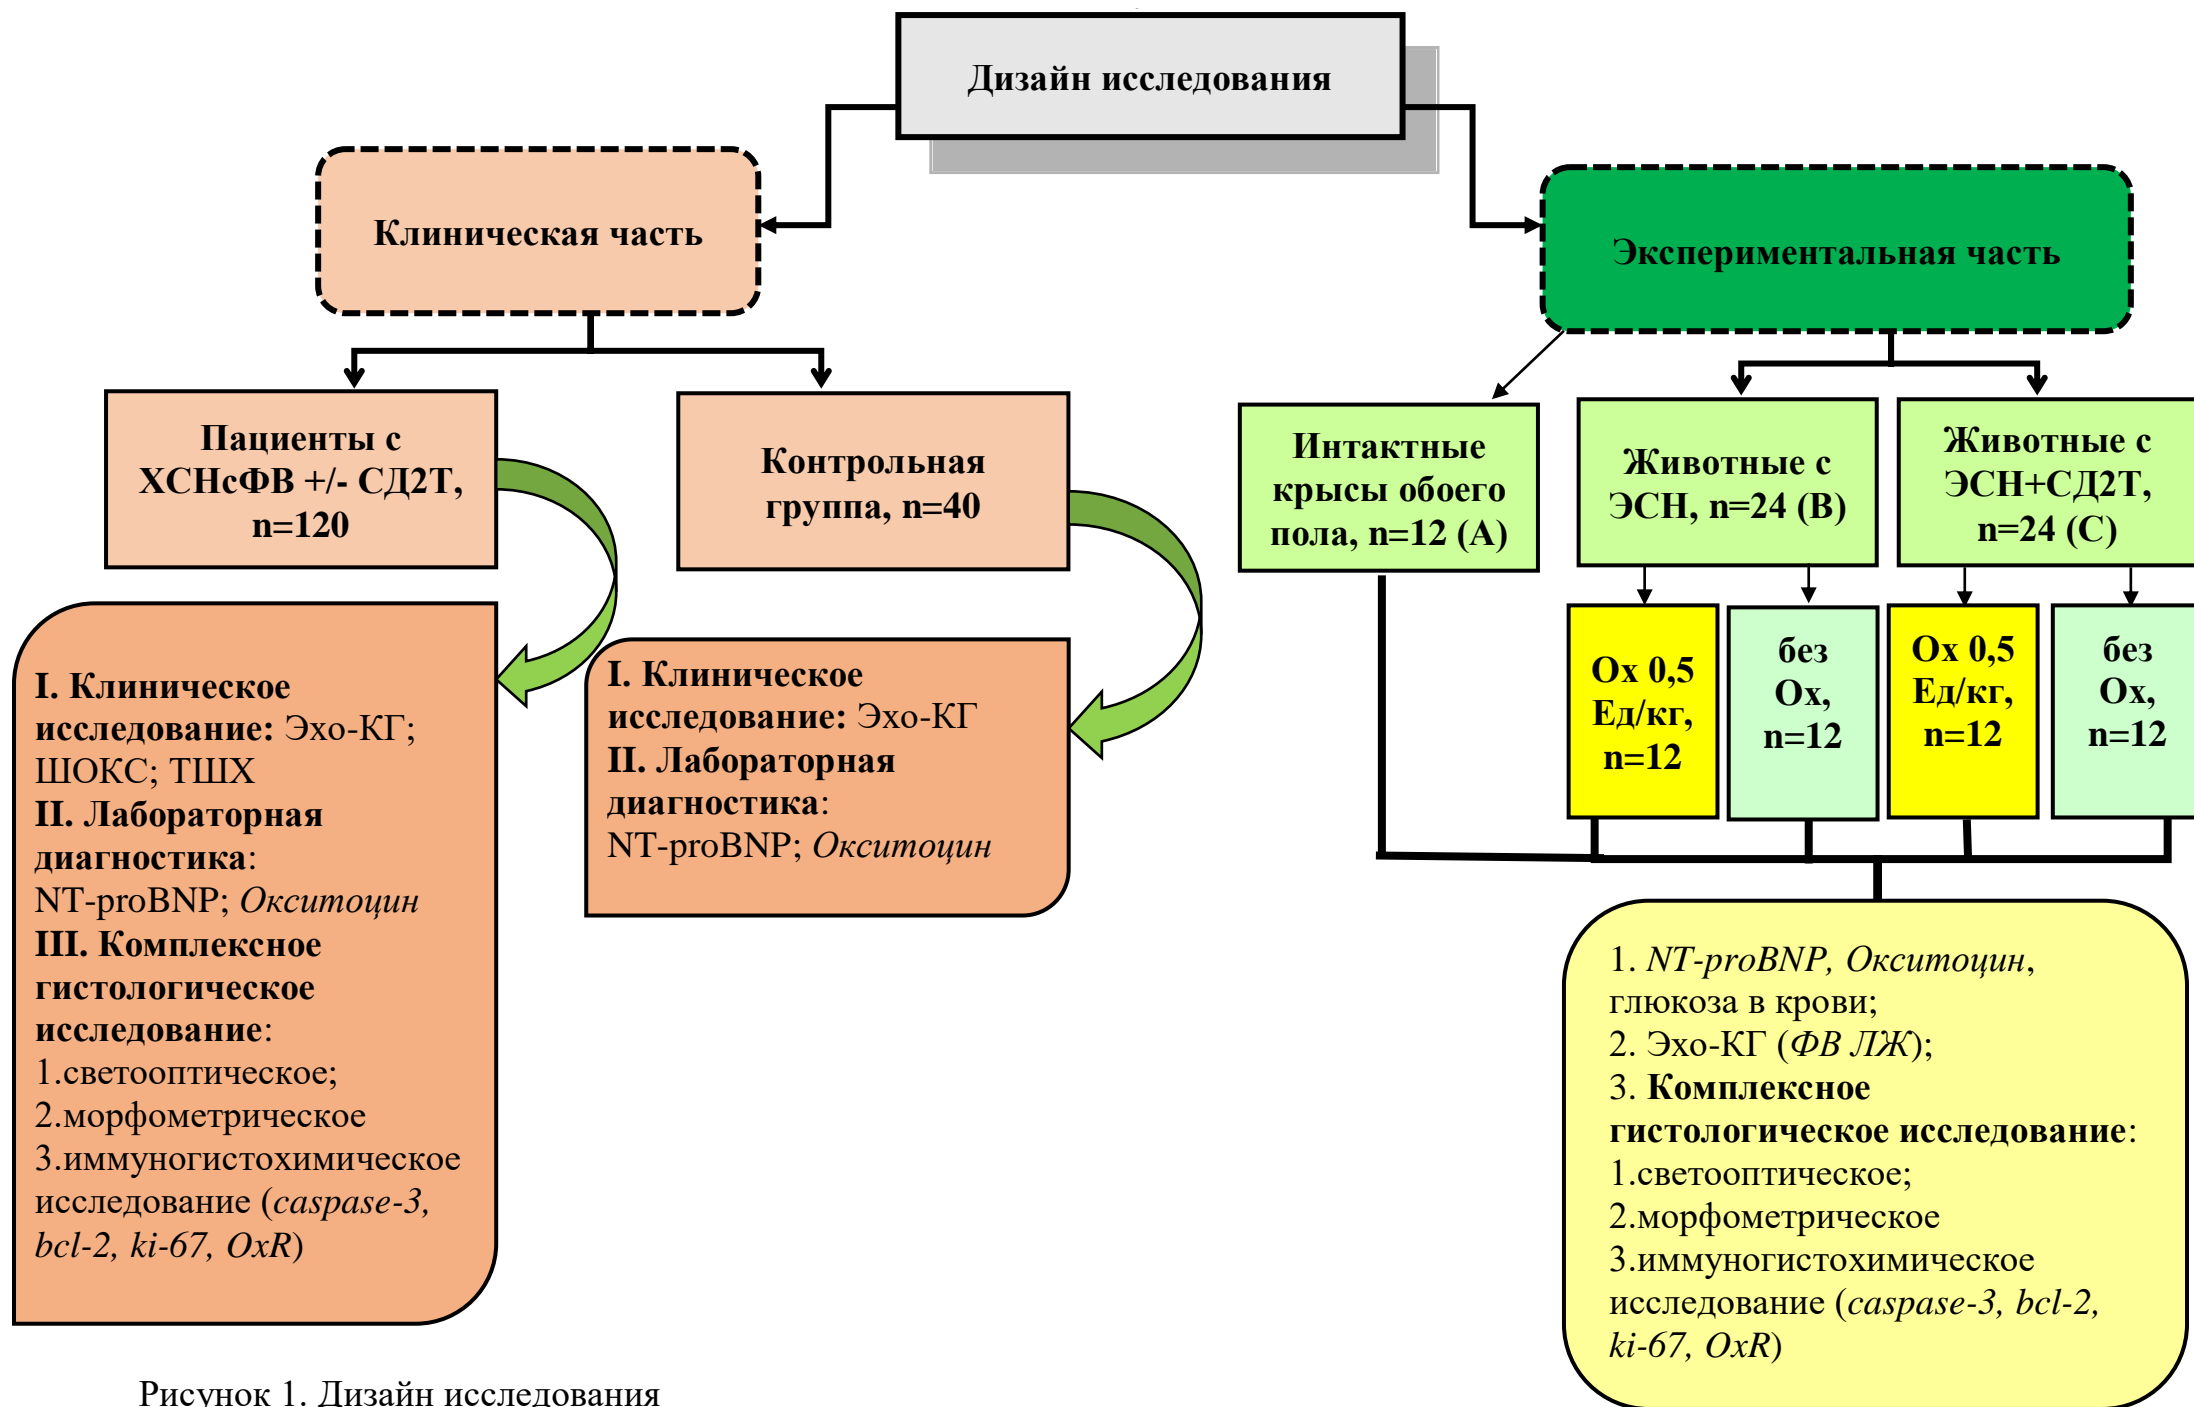 Дизайн исследования
Клиническая часть
Экспериментальная часть
Пациенты с
ХСНсФВ +/- СД2Т,
n=120
Контрольная
группа, n=40
Интактные
крысы обоего
пола, n=12 (А)
Животные с
ЭСН, n=24 (В)
Животные с
ЭСН+СД2Т,
n=24 (С)
I. Клиническое
исследование: Эхо-КГ;
ШОКС; ТШХ
II. Лабораторная
диагностика:
NT-proBNP; Окситоцин
III. Комплексное
гистологическое
исследование:
1.светооптическое;
2.морфометрическое
3.иммуногистохимическое
исследование (caspase-3,
bcl-2, ki-67, OxR)
I. Клиническое
исследование: Эхо-КГ
II. Лабораторная
диагностика:
NT-proBNP; Окситоцин
Ox 0,5
Ед/кг,
n=12
без
Ox,
n=12
Ox 0,5
Ед/кг,
n=12
без
Ox,
n=12
1. NT-proBNP, Окситоцин,
глюкоза в крови;
2. Эхо-КГ (ФВ ЛЖ);
3. Комплексное
гистологическое исследование:
1.светооптическое;
2.морфометрическое
3.иммуногистохимическое
исследование (caspase-3, bcl-2,
ki-67, OxR)
Рисунок 1. Дизайн исследования